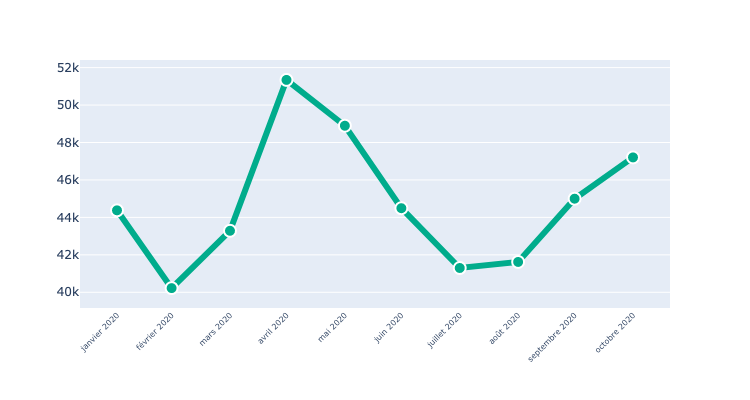 52k
50k
48k
46k
44k
42k
40k
janvier 2020
février 2020
mars 2020
avril 2020
mai 2020
juin 2020
juillet 2020
août 2020
septembre 2020
octobre 2020